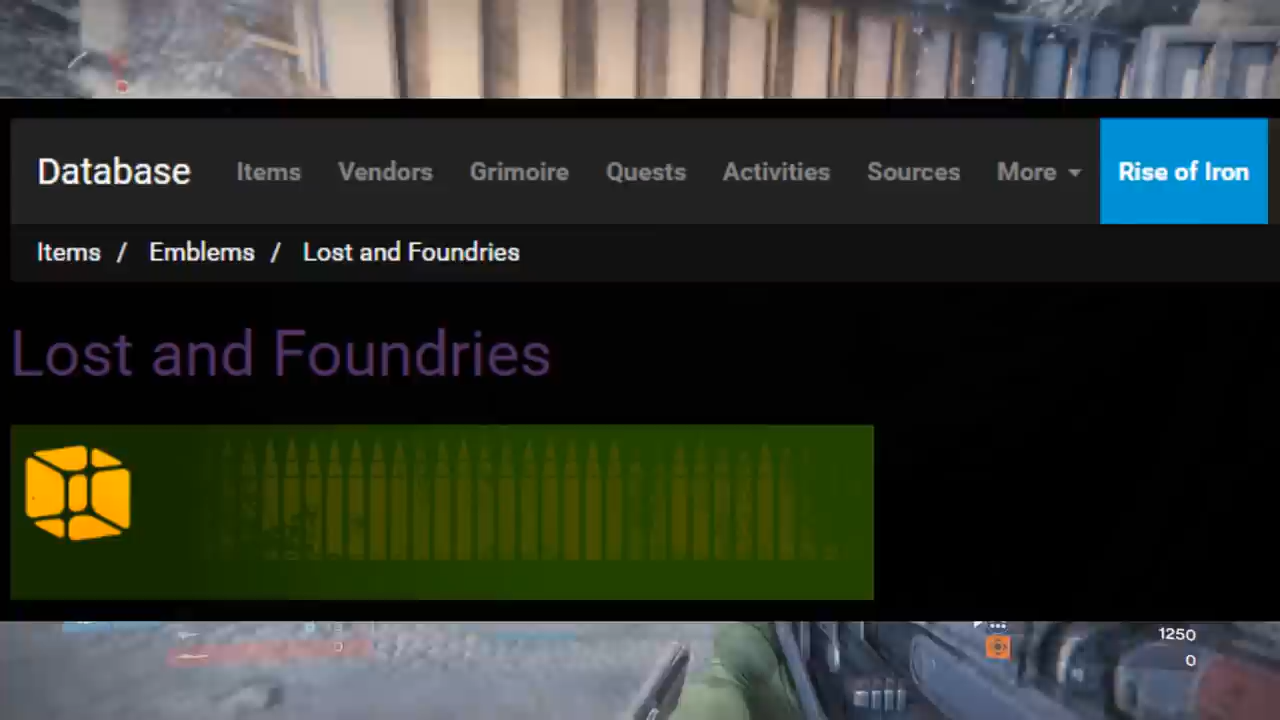 Database Items Vendors Grimoire Quests Activities Sources More Rise of Iron
Items / Emblems / Lost and Foundries
Lost and Foundries
1250
0